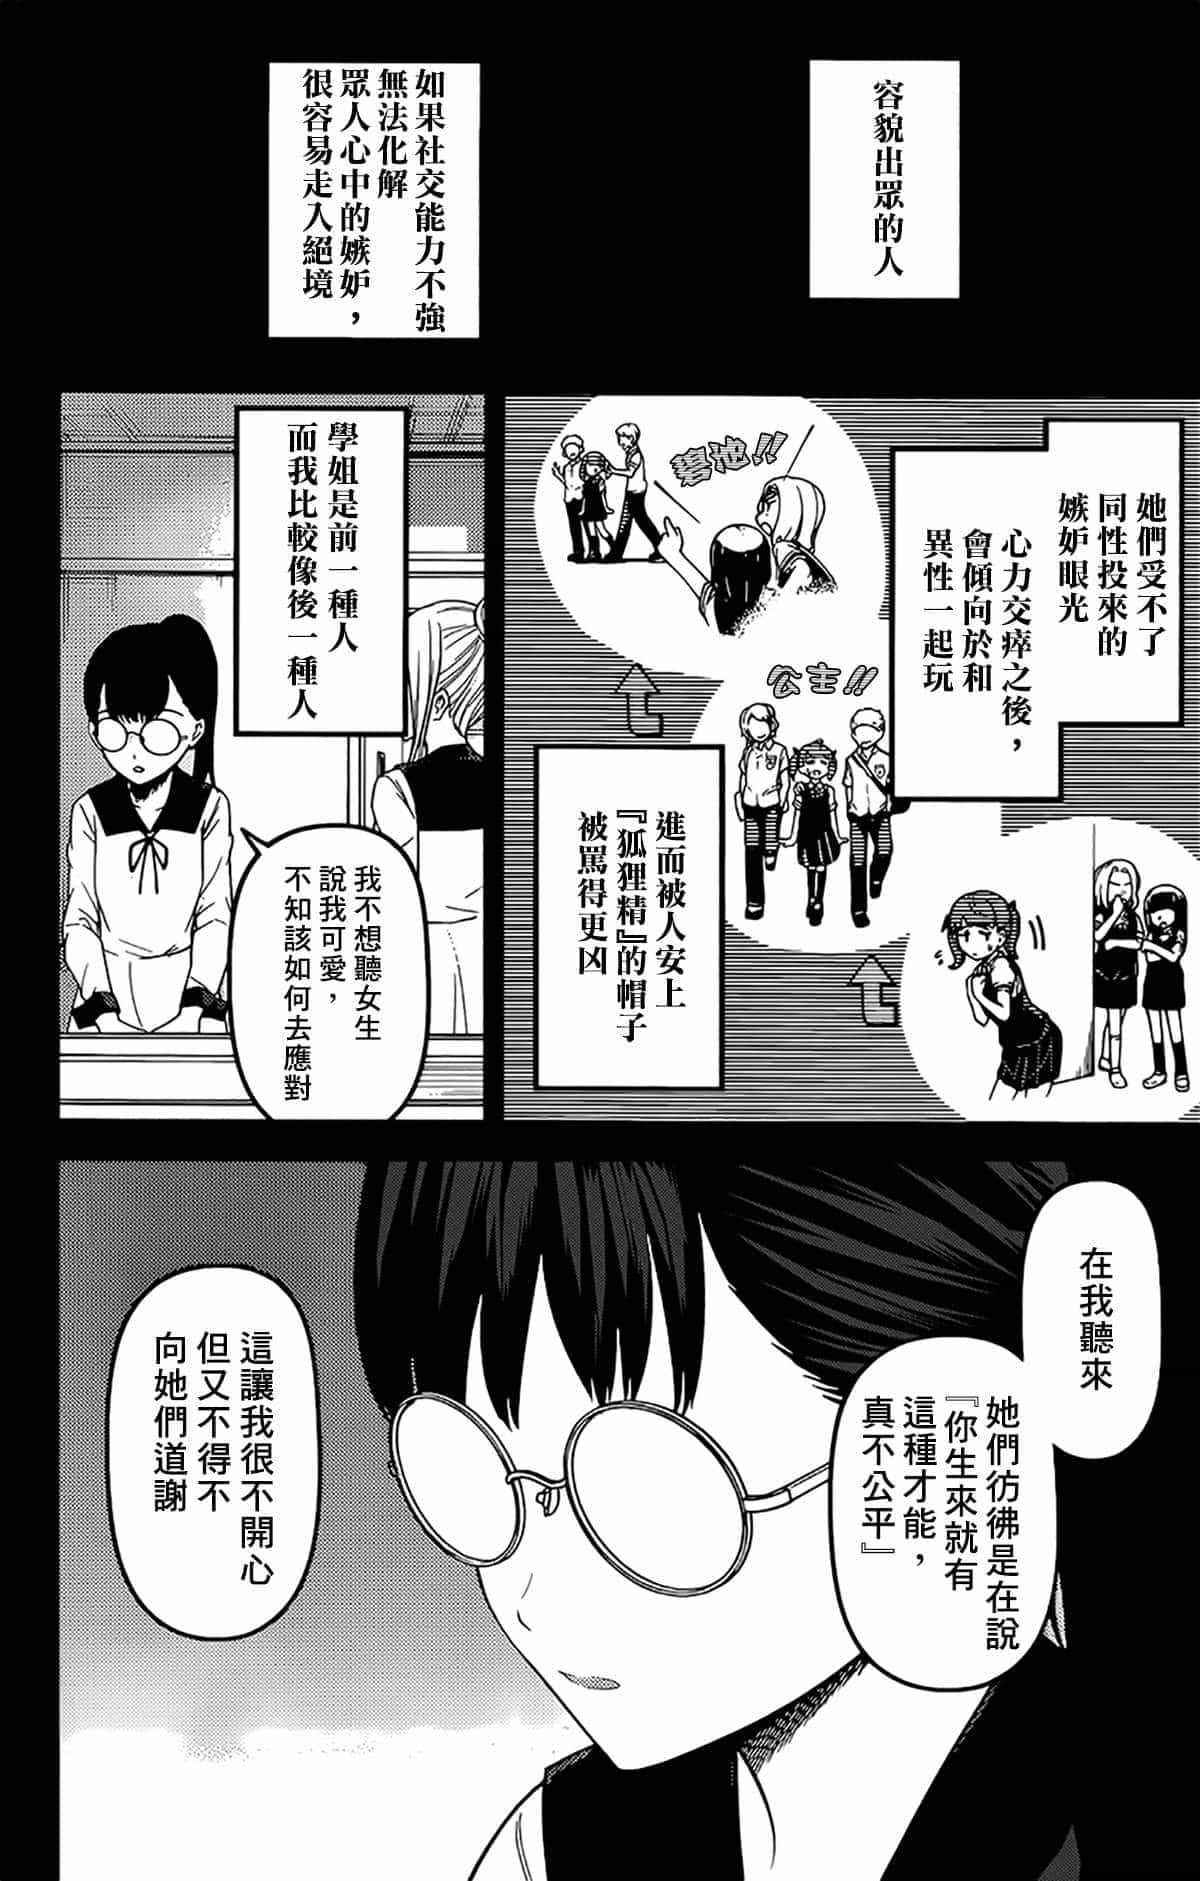 容貌出眾的人
如果社交能力不強
無法化解
眾人心中的嫉妒，
很容易走入絕境
她們受不了
同性投來的
嫉妒眼光
心力交瘁之後，
會傾向於和
異性一起玩
公主!!
碧池!!
進而被人安上
『狐狸精』的帽子
被罵得更凶
學姐是前一種人
而我比較像後一種人
我不想聽女生
說我可愛，
不知該如何去應對
在我聽來
她們彷彿是在說
『你生來就有
這種才能，
真不公平』
這讓我很不開心
但又不得不
向她們道謝